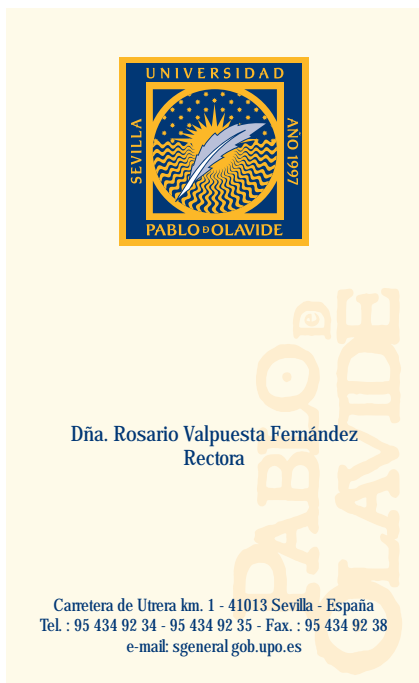 UNIVERSIDAD
SEVILLA
AÑO 1997
PABLO DE OLAVIDE
Dña. Rosario Valpuesta Fernández
Rectora
PABLO DE
OLAVIDE
Carretera de Utrera km. 1 - 41013 Sevilla - España
Tel. : 95 434 92 34 - 95 434 92 35 - Fax. : 95 434 92 38
e-mail: sgeneral gob.upo.es